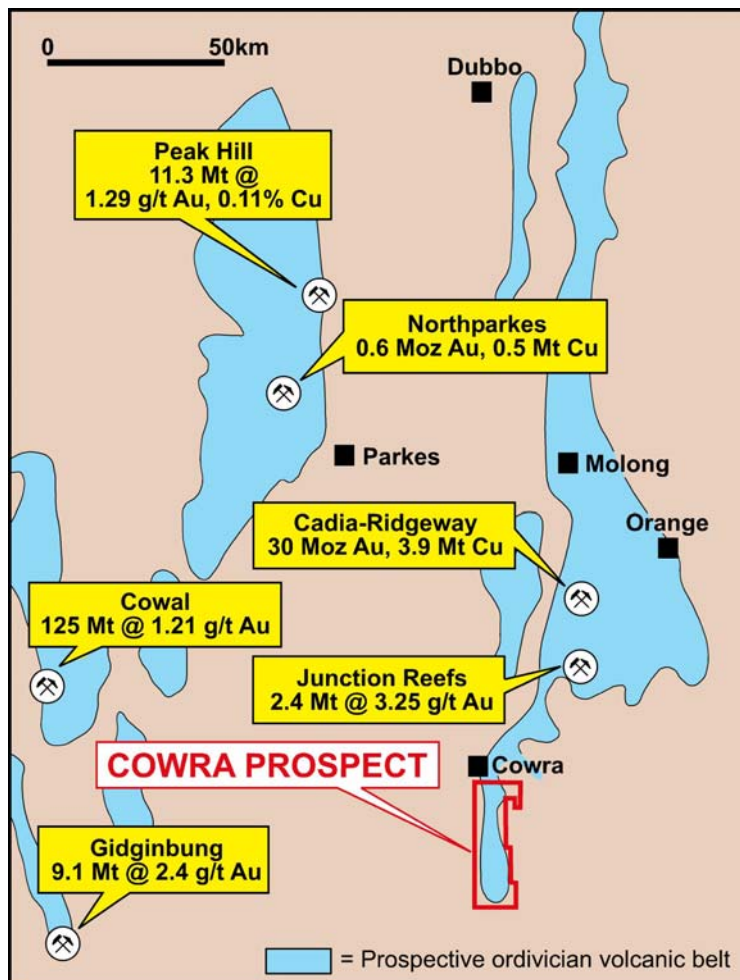 0 50km
Dubbo
Peak Hill
11.3 Mt @
1.29 g/t Au, 0.11% Cu
Northparkes
0.6 Moz Au, 0.5 Mt Cu
Parkes
Molong
Cadia-Ridgeway
30 Moz Au, 3.9 Mt Cu
Orange
Cowal
125 Mt @ 1.21 g/t Au
Junction Reefs
2.4 Mt @ 3.25 g/t Au
COWRA PROSPECT
Cowra
Gidginbung
9.1 Mt @ 2.4 g/t Au
= Prospective ordivician volcanic belt